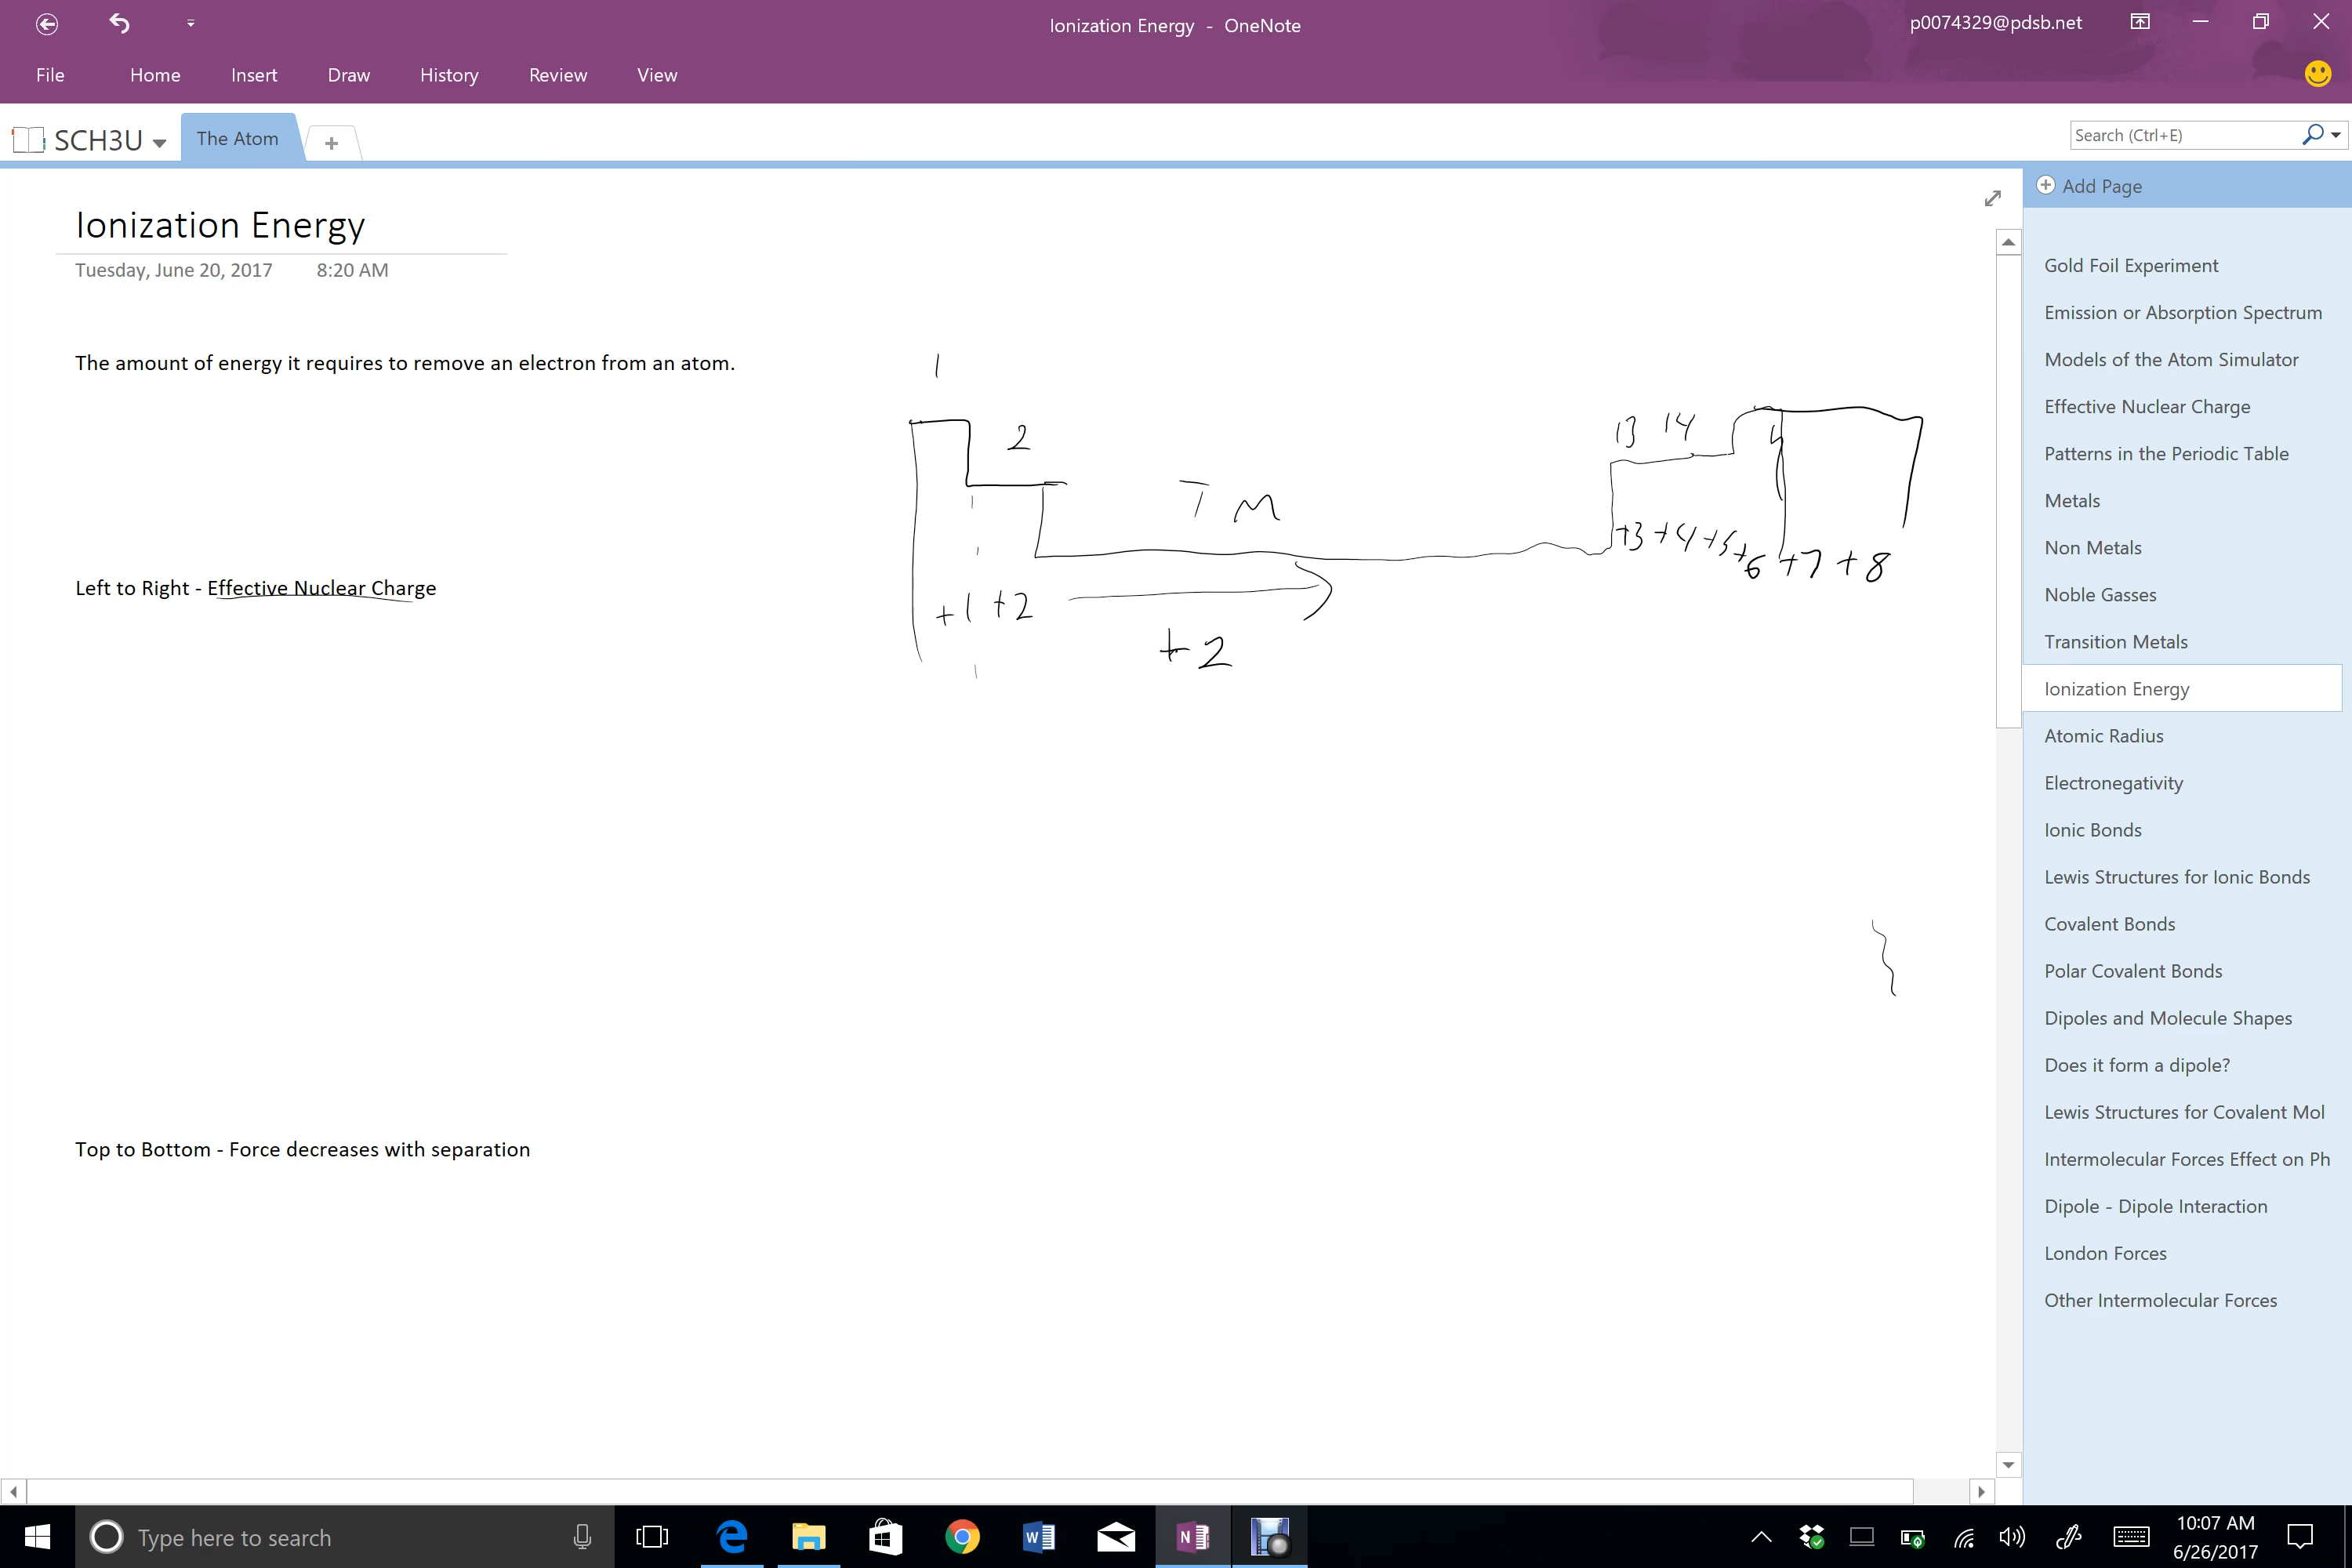 Ionization Energy - OneNote
p0074329@pdsb.net
File Home Insert Draw History Review View
SCH3U The Atom +
Search (Ctrl+E)
Add Page
Ionization Energy
Tuesday, June 20, 2017 8:20 AM
The amount of energy it requires to remove an electron from an atom.
1
2
13 14
TM
+3 +4 +5 +6 +7 +8
Left to Right - Effective Nuclear Charge
+1 +2
+2
Top to Bottom - Force decreases with separation
Gold Foil Experiment
Emission or Absorption Spectrum
Models of the Atom Simulator
Effective Nuclear Charge
Patterns in the Periodic Table
Metals
Non Metals
Noble Gasses
Transition Metals
Ionization Energy
Atomic Radius
Electronegativity
Ionic Bonds
Lewis Structures for Ionic Bonds
Covalent Bonds
Polar Covalent Bonds
Dipoles and Molecule Shapes
Does it form a dipole?
Lewis Structures for Covalent Mol
Intermolecular Forces Effect on Ph
Dipole - Dipole Interaction
London Forces
Other Intermolecular Forces
Type here to search
10:07 AM
6/26/2017